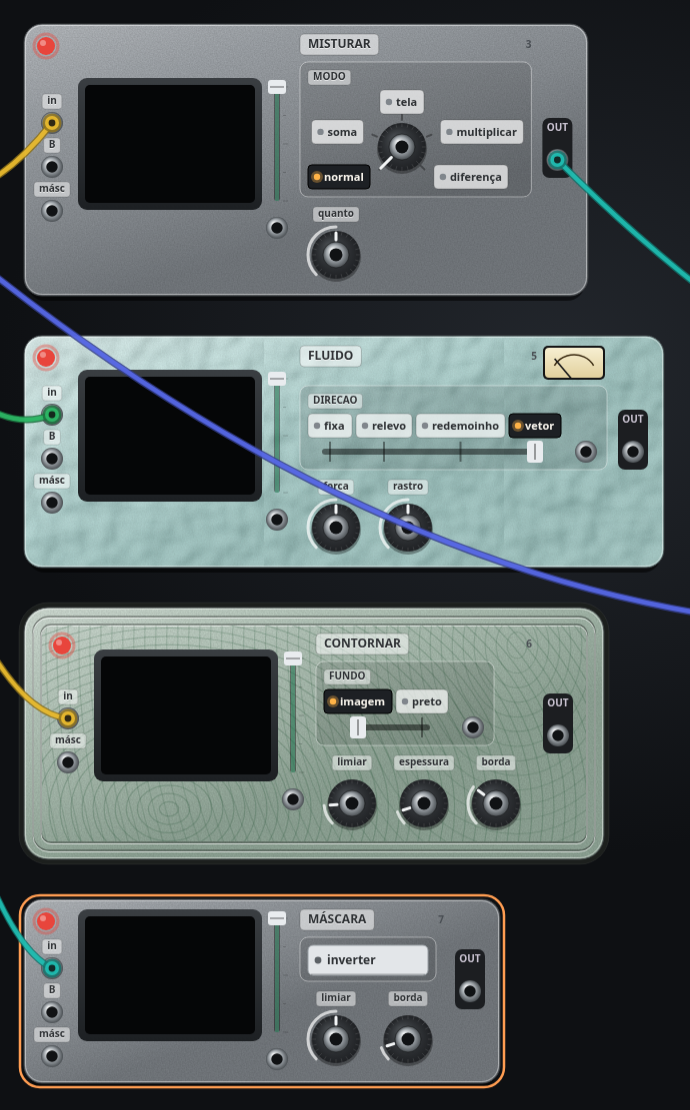 MISTURAR 3
MODO
in
tela
B
soma
multiplicar
OUT
másc
normal
diferença
quanto
FLUIDO 5
in
DIRECAO
B
fixa relevo redemoinho vetor
OUT
másc
rastro
CONTORNAR 6
FUNDO
in
imagem preto
OUT
másc
limiar espessura borda
MÁSCARA 7
in
inverter
OUT
B
limiar borda
másc